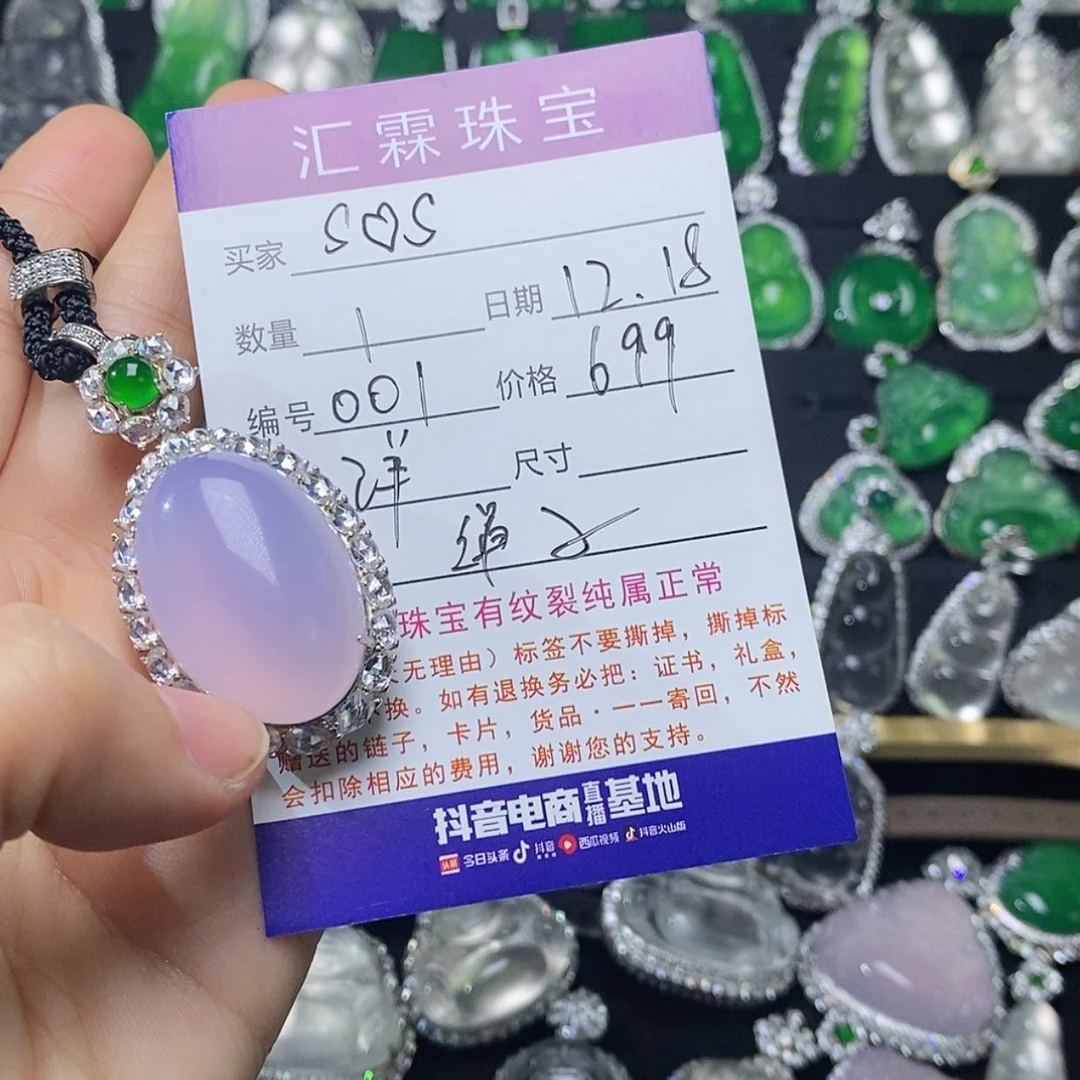 汇霖珠宝
买家 S♡S
数量 1 日期 12.18
编号 001 价格 699
尺寸
珠宝有纹裂纯属正常
无理由）标签不要撕掉，撕掉标
换。如有退换务必把：证书，礼盒，
赠送的链子，卡片，货品·一一寄回，不然
会扣除相应的费用，谢谢您的支持。
抖音电商直播基地
头条 今日头条 抖音 西瓜视频 抖音火山版